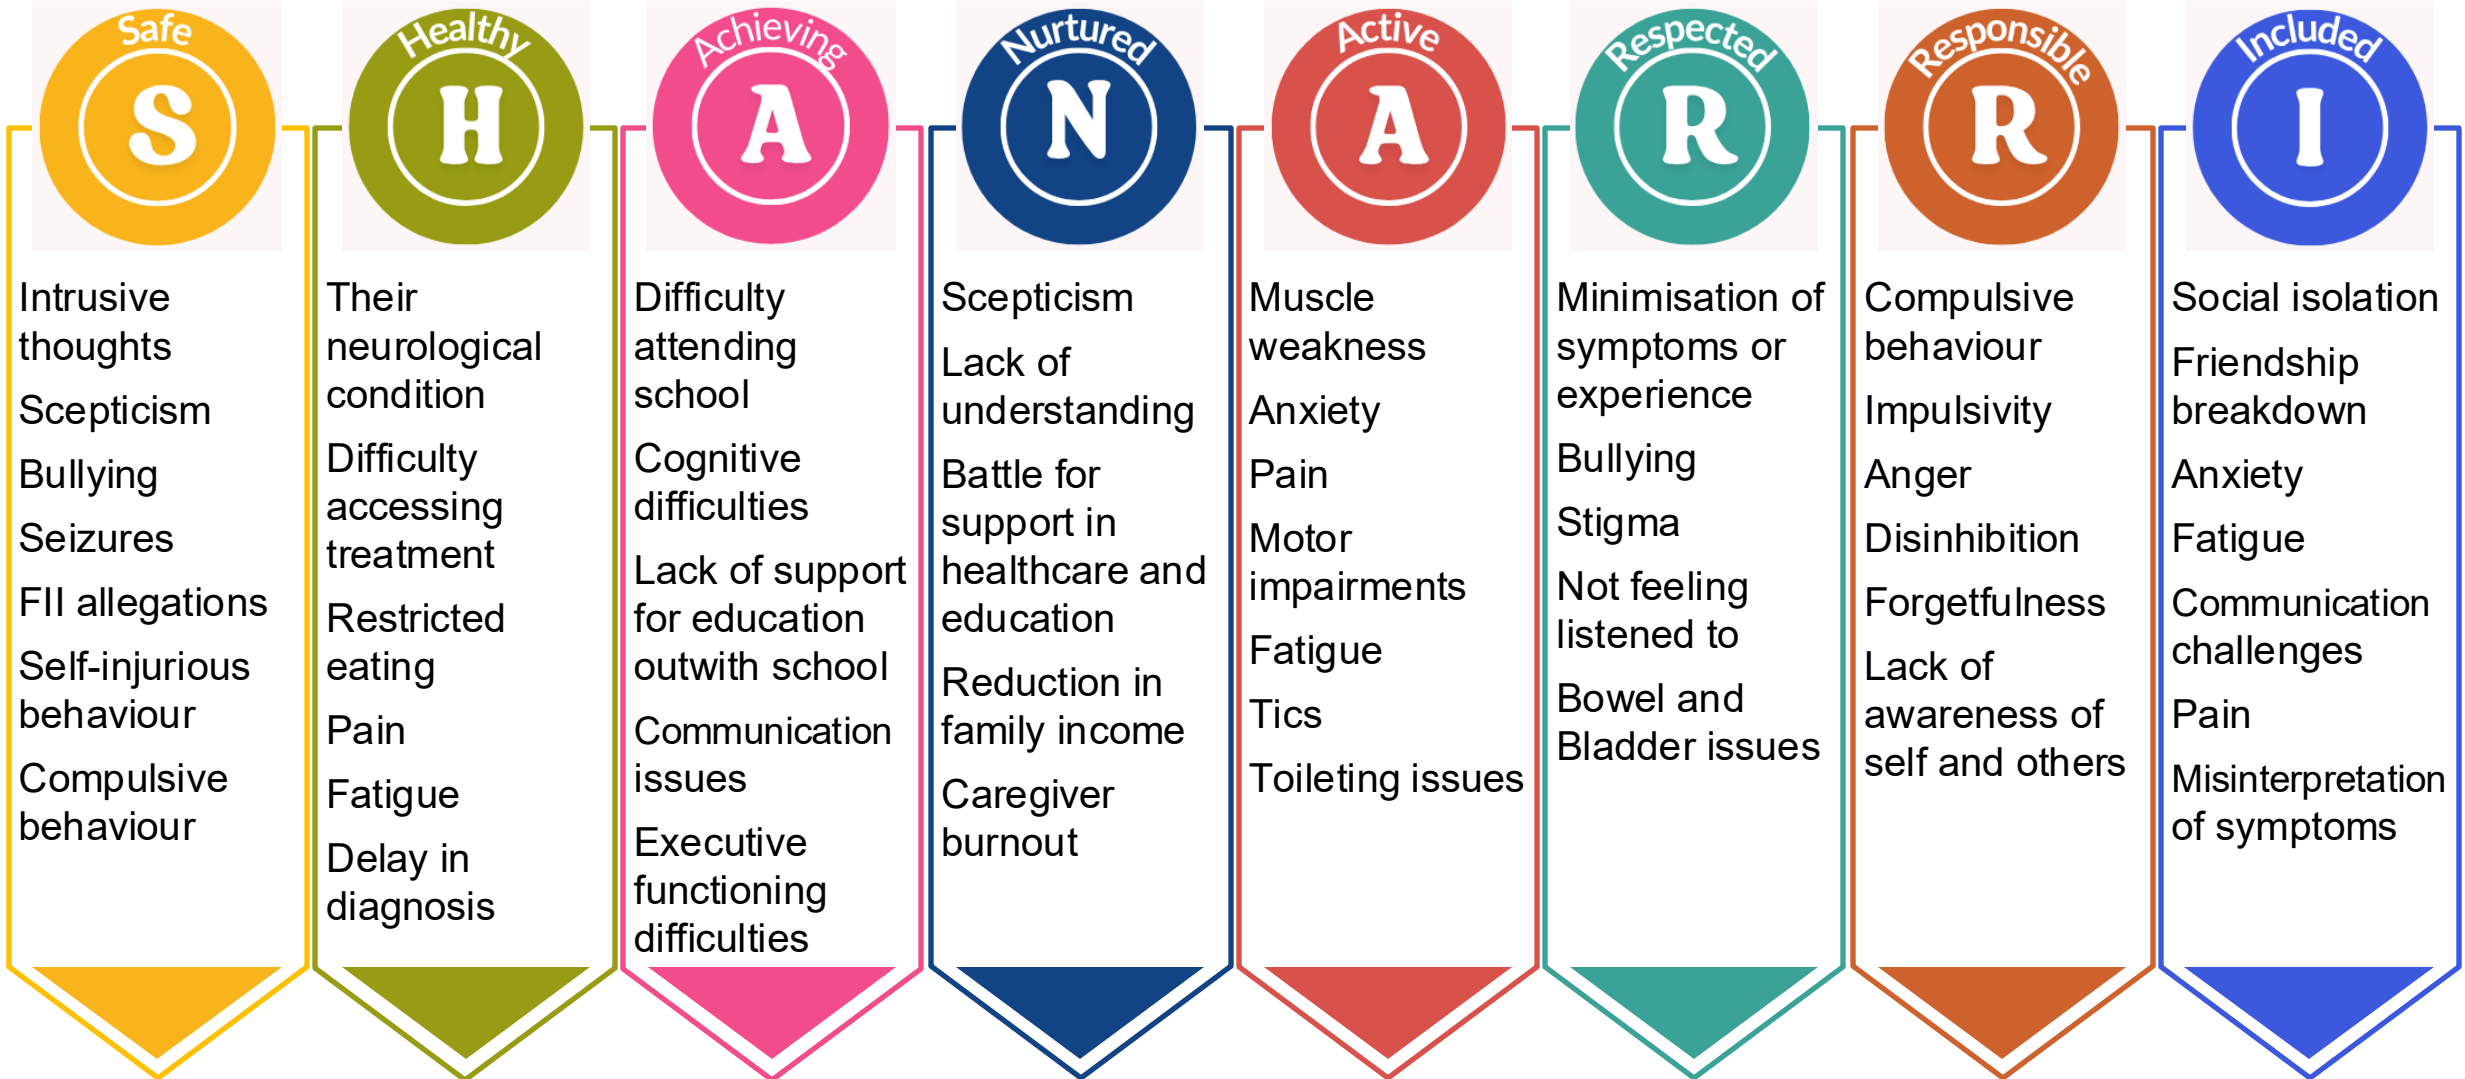 Safe
S
Intrusive
thoughts
Scepticism
Bullying
Seizures
FII allegations
Self-injurious
behaviour
Compulsive
behaviour
Healthy
H
Their
neurological
condition
Difficulty
accessing
treatment
Restricted
eating
Pain
Fatigue
Delay in
diagnosis
Achieving
A
Difficulty
attending
school
Cognitive
difficulties
Lack of support
for education
outwith school
Communication
issues
Executive
functioning
difficulties
Nurtured
N
Scepticism
Lack of
understanding
Battle for
support in
healthcare and
education
Reduction in
family income
Caregiver
burnout
Active
A
Muscle
weakness
Anxiety
Pain
Motor
impairments
Fatigue
Tics
Toileting issues
Respected
R
Minimisation of
symptoms or
experience
Bullying
Stigma
Not feeling
listened to
Bowel and
Bladder issues
Responsible
R
Compulsive
behaviour
Impulsivity
Anger
Disinhibition
Forgetfulness
Lack of
awareness of
self and others
Included
I
Social isolation
Friendship
breakdown
Anxiety
Fatigue
Communication
challenges
Pain
Misinterpretation
of symptoms